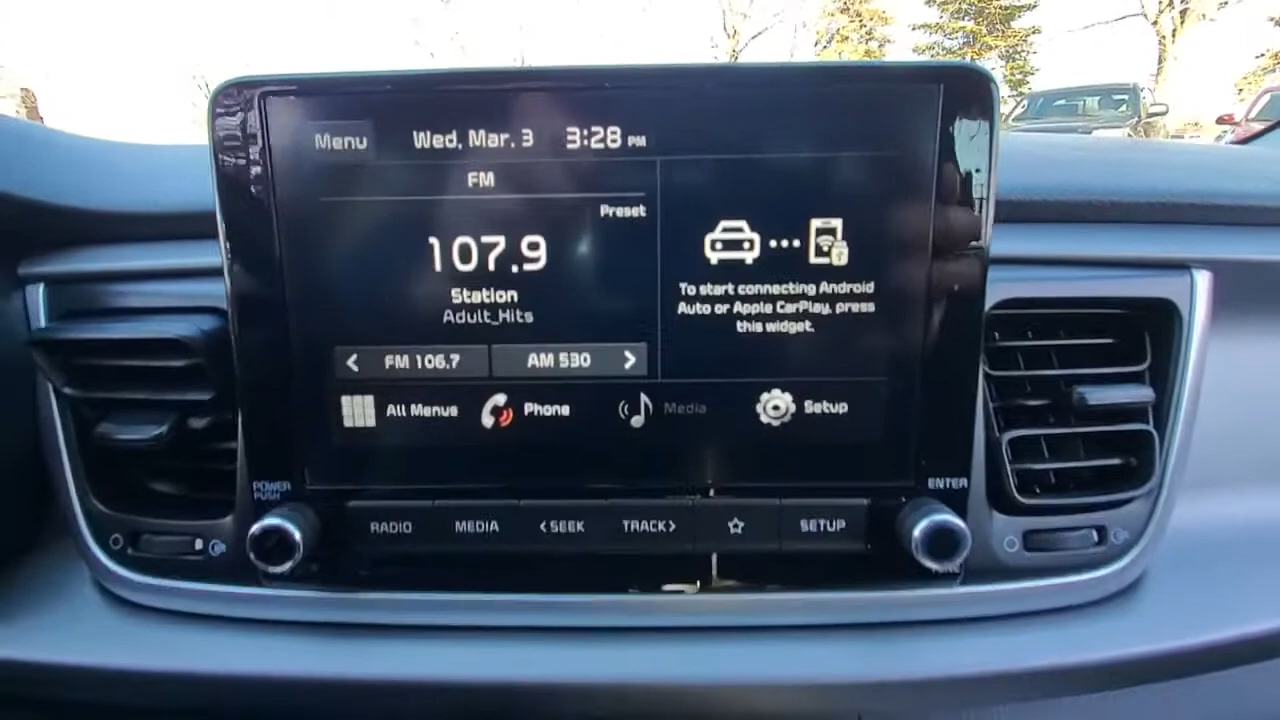 Menu Wed, Mar. 3 3:28 PM
FM
Preset
107.9
Station
Adult_Hits
< FM 106.7 AM 530 >
To start connecting Android
Auto or Apple CarPlay, press
this widget.
All Menus Phone Media Setup
POWER
PUSH
ENTER
RADIO MEDIA <SEEK TRACK> SETUP